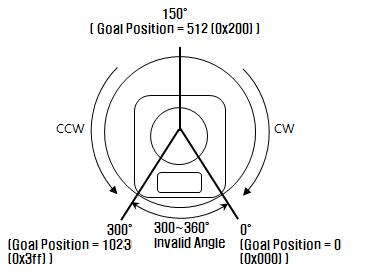 150°
( Goal Position = 512 (0x200) )
CCW
CW
300°
(Goal Position = 1023
(0x3ff) )
300~360°
Invalid Angle
0°
(Goal Position = 0
(0x000) )